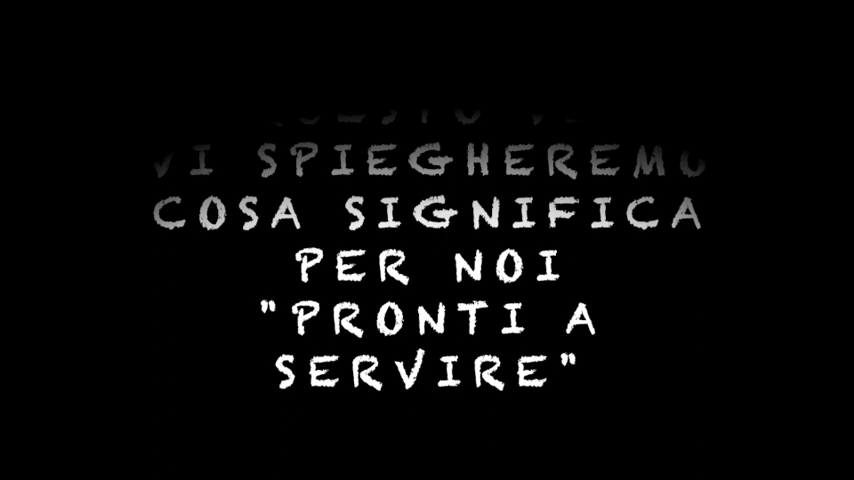 VI SPIEGHEREMO
COSA SIGNIFICA
PER NOI
"PRONTI A
SERVIRE"